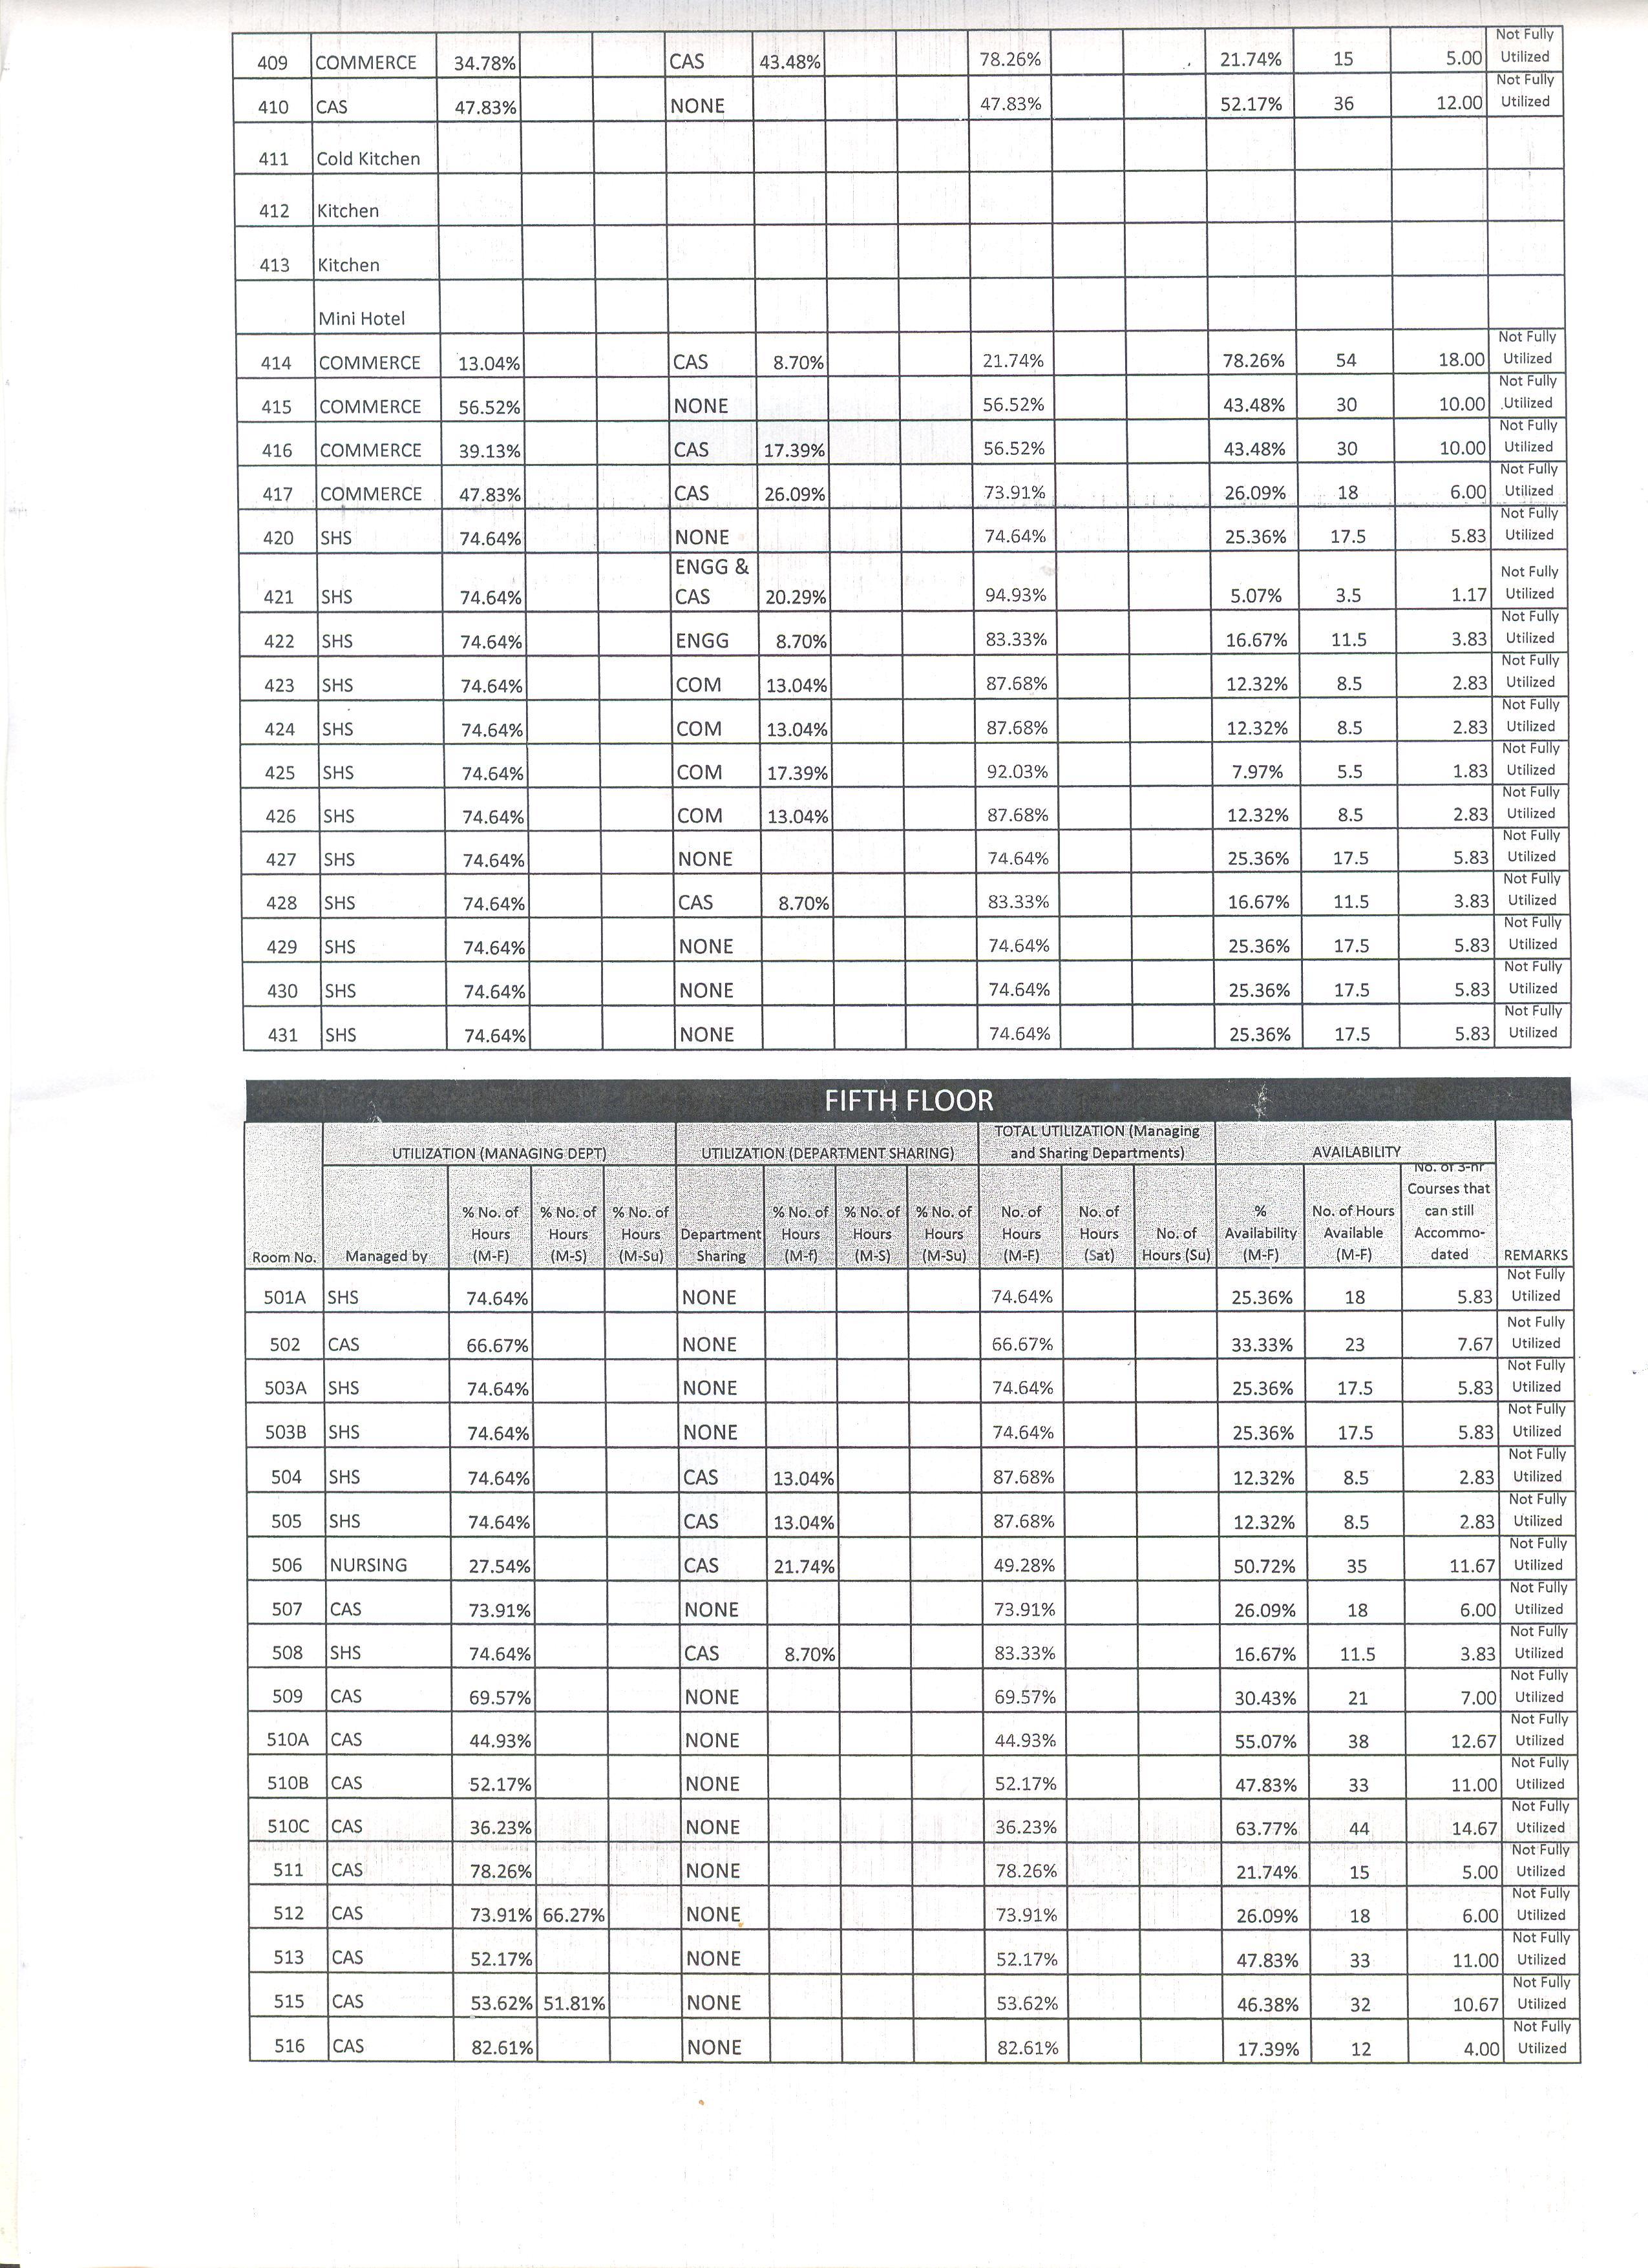 409 COMMERCE 34.78% CAS 43.48% 78.26% 21.74% 15 5.00 Not Fully Utilized
410 CAS 47.83% NONE 47.83% 52.17% 36 12.00 Not Fully Utilized
411 Cold Kitchen
412 Kitchen
413 Kitchen
Mini Hotel
414 COMMERCE 13.04% CAS 8.70% 21.74% 78.26% 54 18.00 Not Fully Utilized
415 COMMERCE 56.52% NONE 56.52% 43.48% 30 10.00 Not Fully Utilized
416 COMMERCE 39.13% CAS 17.39% 56.52% 43.48% 30 10.00 Not Fully Utilized
417 COMMERCE 47.83% CAS 26.09% 73.91% 26.09% 18 6.00 Not Fully Utilized
420 SHS 74.64% NONE 74.64% 25.36% 17.5 5.83 Not Fully Utilized
421 SHS 74.64% ENGG & CAS 20.29% 94.93% 5.07% 3.5 1.17 Not Fully Utilized
422 SHS 74.64% ENGG 8.70% 83.33% 16.67% 11.5 3.83 Not Fully Utilized
423 SHS 74.64% COM 13.04% 87.68% 12.32% 8.5 2.83 Not Fully Utilized
424 SHS 74.64% COM 13.04% 87.68% 12.32% 8.5 2.83 Not Fully Utilized
425 SHS 74.64% COM 17.39% 92.03% 7.97% 5.5 1.83 Not Fully Utilized
426 SHS 74.64% COM 13.04% 87.68% 12.32% 8.5 2.83 Not Fully Utilized
427 SHS 74.64% NONE 74.64% 25.36% 17.5 5.83 Not Fully Utilized
428 SHS 74.64% CAS 8.70% 83.33% 16.67% 11.5 3.83 Not Fully Utilized
429 SHS 74.64% NONE 74.64% 25.36% 17.5 5.83 Not Fully Utilized
430 SHS 74.64% NONE 74.64% 25.36% 17.5 5.83 Not Fully Utilized
431 SHS 74.64% NONE 74.64% 25.36% 17.5 5.83 Not Fully Utilized
FIFTH FLOOR
UTILIZATION (MANAGING DEPT) UTILIZATION (DEPARTMENT SHARING) TOTAL UTILIZATION (Managing and Sharing Departments) AVAILABILITY
Room No. Managed by % No. of Hours (M-F) % No. of Hours (M-S) % No. of Hours (M-Su) Department Sharing % No. of Hours (M-f) % No. of Hours (M-S) % No. of Hours (M-Su) No. of Hours (M-F) No. of Hours (Sat) No. of Hours (Su) % Availability (M-F) No. of Hours Available (M-F) No. of 3-hr Courses that can still Accommo- dated REMARKS
501A SHS 74.64% NONE 74.64% 25.36% 18 5.83 Not Fully Utilized
502 CAS 66.67% NONE 66.67% 33.33% 23 7.67 Not Fully Utilized
503A SHS 74.64% NONE 74.64% 25.36% 17.5 5.83 Not Fully Utilized
503B SHS 74.64% NONE 74.64% 25.36% 17.5 5.83 Not Fully Utilized
504 SHS 74.64% CAS 13.04% 87.68% 12.32% 8.5 2.83 Not Fully Utilized
505 SHS 74.64% CAS 13.04% 87.68% 12.32% 8.5 2.83 Not Fully Utilized
506 NURSING 27.54% CAS 21.74% 49.28% 50.72% 35 11.67 Not Fully Utilized
507 CAS 73.91% NONE 73.91% 26.09% 18 6.00 Not Fully Utilized
508 SHS 74.64% CAS 8.70% 83.33% 16.67% 11.5 3.83 Not Fully Utilized
509 CAS 69.57% NONE 69.57% 30.43% 21 7.00 Not Fully Utilized
510A CAS 44.93% NONE 44.93% 55.07% 38 12.67 Not Fully Utilized
510B CAS 52.17% NONE 52.17% 47.83% 33 11.00 Not Fully Utilized
510C CAS 36.23% NONE 36.23% 63.77% 44 14.67 Not Fully Utilized
511 CAS 78.26% NONE 78.26% 21.74% 15 5.00 Not Fully Utilized
512 CAS 73.91% 66.27% NONE 73.91% 26.09% 18 6.00 Not Fully Utilized
513 CAS 52.17% NONE 52.17% 47.83% 33 11.00 Not Fully Utilized
515 CAS 53.62% 51.81% NONE 53.62% 46.38% 32 10.67 Not Fully Utilized
516 CAS 82.61% NONE 82.61% 17.39% 12 4.00 Not Fully Utilized